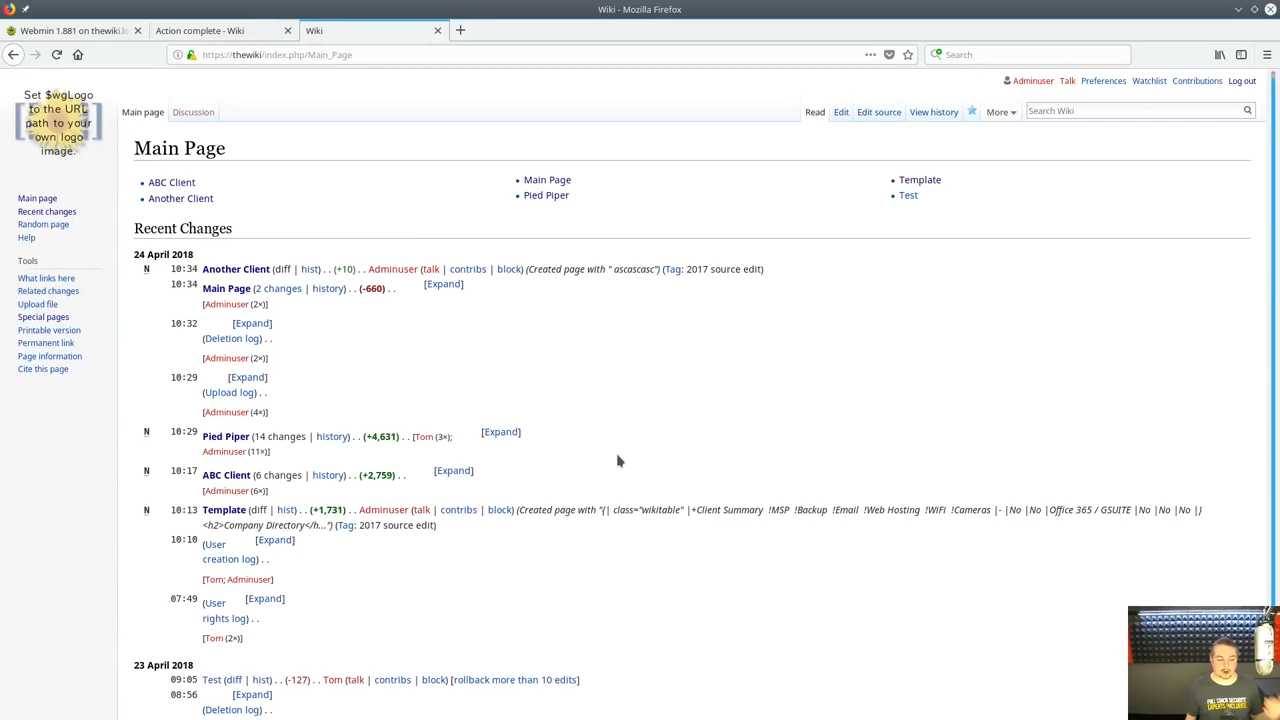 Wiki - Mozilla Firefox
Webmin 1.881 on thewiki.lo
Action complete - Wiki
Wiki
https://thewiki/index.php/Main_Page
Search
Adminuser Talk Preferences Watchlist Contributions Log out
Set $wgLogo
to the URL
path to your
own logo
image.
Main page Discussion
Read Edit Edit source View history More Search Wiki
Main Page
ABC Client
Another Client
Main Page
Pied Piper
Template
Test
Main page
Recent changes
Random page
Help
Tools
What links here
Related changes
Upload file
Special pages
Printable version
Permanent link
Page information
Cite this page
Recent Changes
24 April 2018
N 10:34 Another Client (diff | hist) . . (+10) . . Adminuser (talk | contribs | block) (Created page with " ascascasc") (Tag: 2017 source edit)
10:34 Main Page (2 changes | history) . . (-660) . . [Expand]
[Adminuser (2×)]
10:32 [Expand]
(Deletion log) . .
[Adminuser (2×)]
10:29 [Expand]
(Upload log) . .
[Adminuser (4×)]
N 10:29 Pied Piper (14 changes | history) . . (+4,631) . . [Tom (3×); [Expand]
Adminuser (11×)]
N 10:17 ABC Client (6 changes | history) . . (+2,759) . . [Expand]
[Adminuser (6×)]
N 10:13 Template (diff | hist) . . (+1,731) . . Adminuser (talk | contribs | block) (Created page with "{| class="wikitable" |+Client Summary !MSP !Backup !Email !Web Hosting !WiFi !Cameras |- |No |No |Office 365 / GSUITE |No |No |No |}
<h2>Company Directory</h...") (Tag: 2017 source edit)
10:10 (User [Expand]
creation log) . .
[Tom; Adminuser]
07:49 (User [Expand]
rights log) . .
[Tom (2×)]
23 April 2018
09:05 Test (diff | hist) . . (-127) . . Tom (talk | contribs | block) [rollback more than 10 edits]
08:56 [Expand]
(Deletion log) . .
FULL STACK SECURITY
EXPERTS INCLUDED